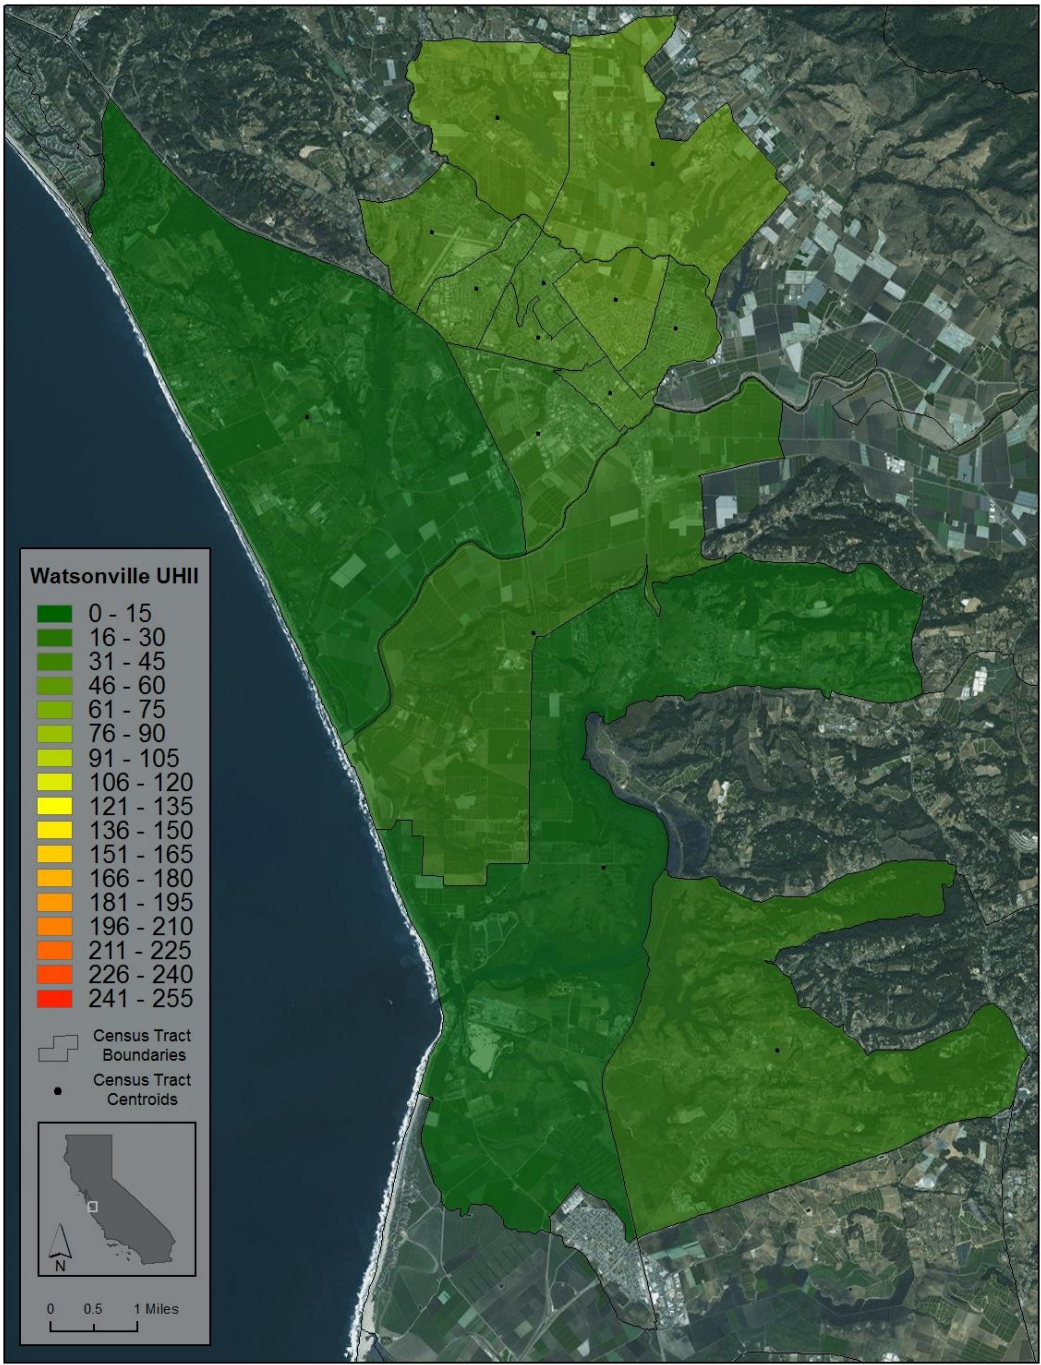 Watsonville UHII
0 - 15
16 - 30
31 - 45
46 - 60
61 - 75
76 - 90
91 - 105
106 - 120
121 - 135
136 - 150
151 - 165
166 - 180
181 - 195
196 - 210
211 - 225
226 - 240
241 - 255
Census Tract
Boundaries
Census Tract
Centroids
N
0 0.5 1 Miles